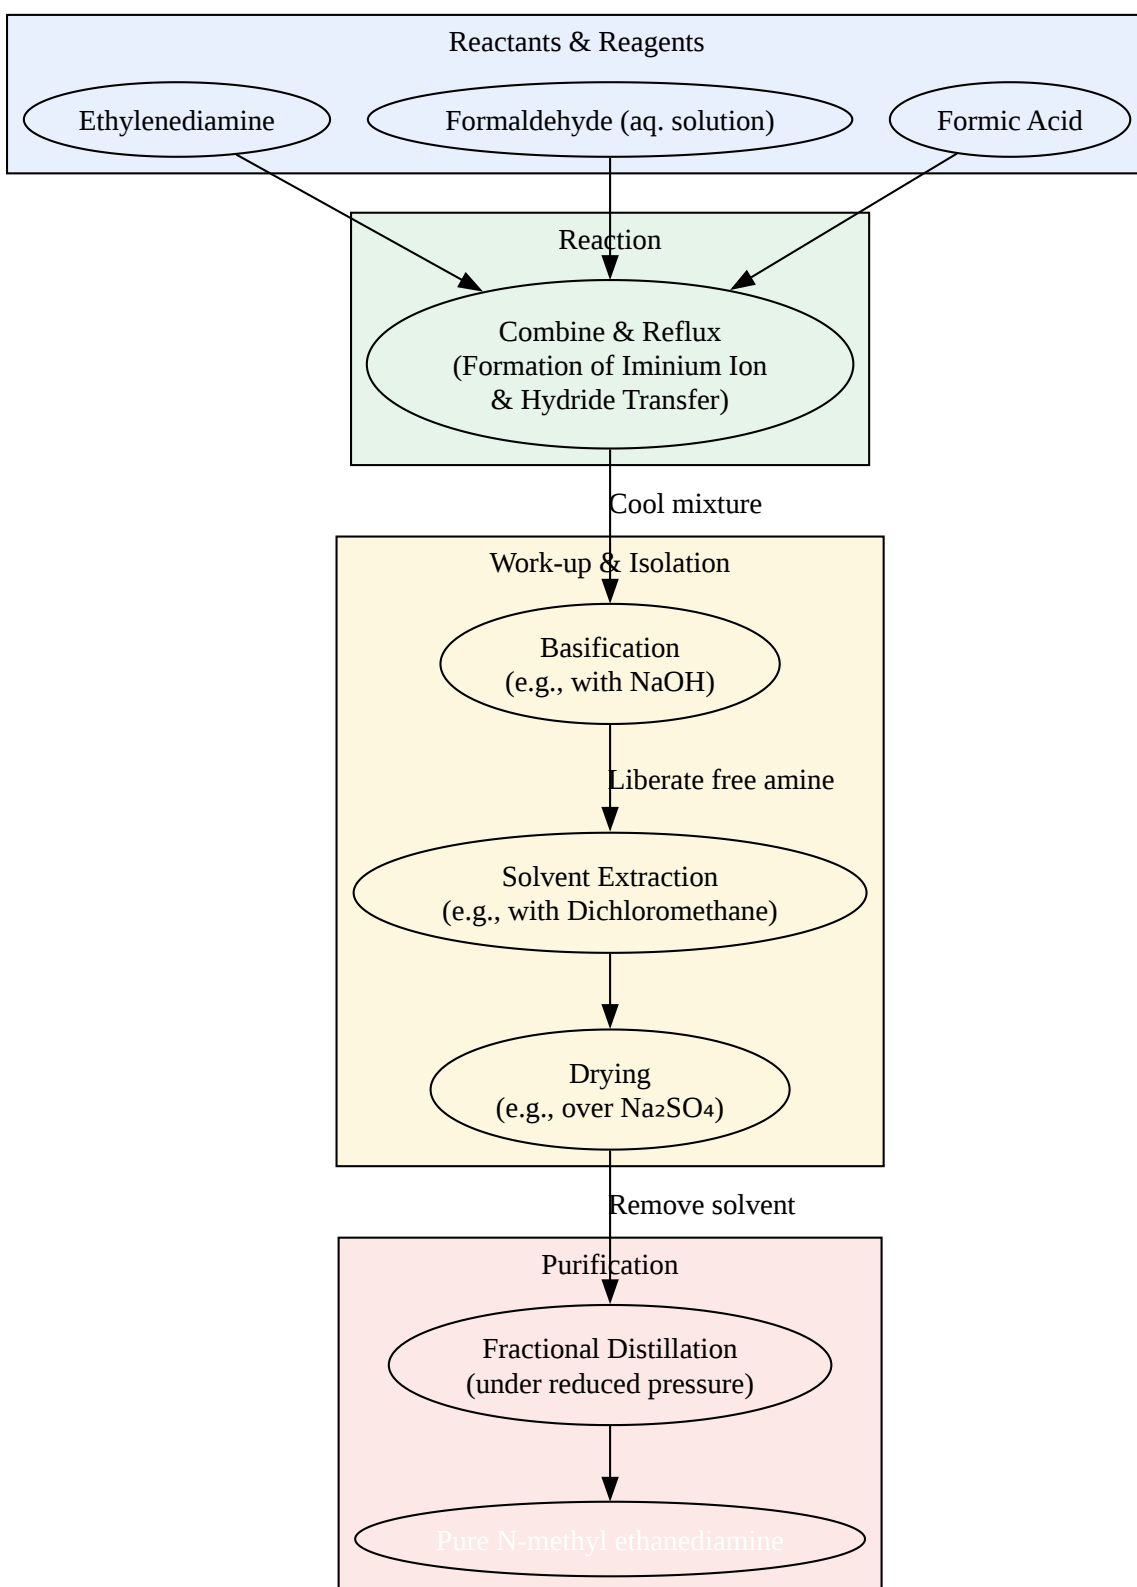 Reactants & Reagents
Ethylenediamine
Formaldehyde (aq. solution)
Formic Acid
Reaction
Combine & Reflux
(Formation of Iminium Ion
& Hydride Transfer)
Cool mixture
Work-up & Isolation
Basification
(e.g., with NaOH)
Liberate free amine
Solvent Extraction
(e.g., with Dichloromethane)
Drying
(e.g., over Na₂SO₄)
Remove solvent
Purification
Fractional Distillation
(under reduced pressure)
Pure N-methyl ethanediamine